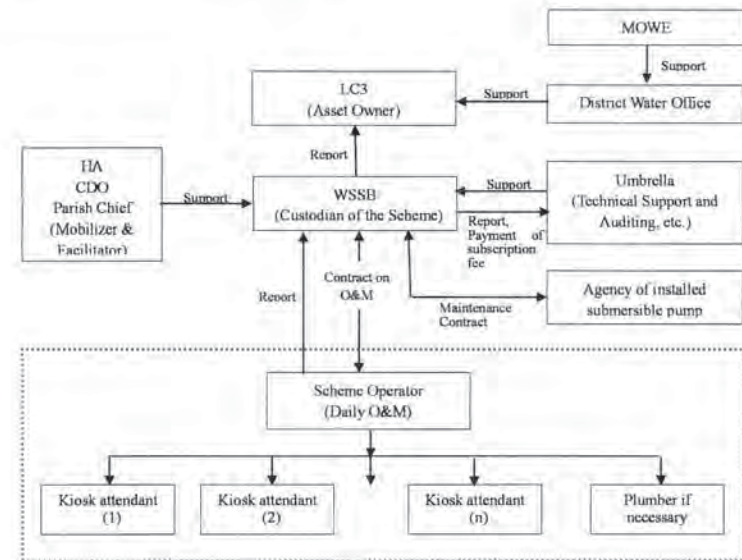 MOWE
Support
LC3
(Asset Owner)
Support
District Water Office
Report
HA
CDO
Parish Chief
(Mobilizer &
Facilitator)
Support
WSSB
(Custodian of the Scheme)
Support
Umbrella
(Technical Support and
Auditing, etc.)
Report,
Payment of
subscription
fee
Contract on
O&M
Report
Maintenance
Contract
Agency of installed
submersible pump
Scheme Operator
(Daily O&M)
Kiosk attendant
(1)
Kiosk attendant
(2)
Kiosk attendant
(n)
Plumber if
necessary